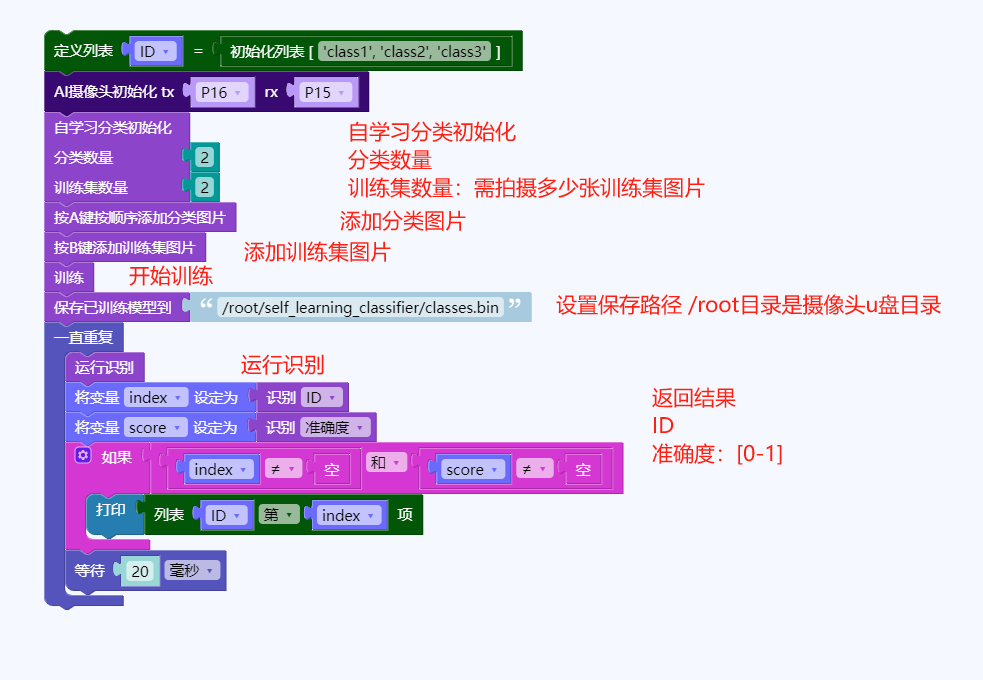 定义列表 ID = 初始化列表 [ 'class1', 'class2', 'class3' ]
AI摄像头初始化 tx P16 rx P15
自学习分类初始化 自学习分类初始化
分类数量 2 分类数量
训练集数量 2 训练集数量：需拍摄多少张训练集图片
按A键按顺序添加分类图片 添加分类图片
按B键添加训练集图片 添加训练集图片
训练 开始训练
保存已训练模型到 “ /root/self_learning_classifier/classes.bin ” 设置保存路径 /root目录是摄像头u盘目录
一直重复
运行识别 运行识别
将变量 index 设定为 识别 ID 返回结果
将变量 score 设定为 识别 准确度 ID
如果 index ≠ 空 和 score ≠ 空 准确度：[0-1]
打印 列表 ID 第 index 项
等待 20 毫秒